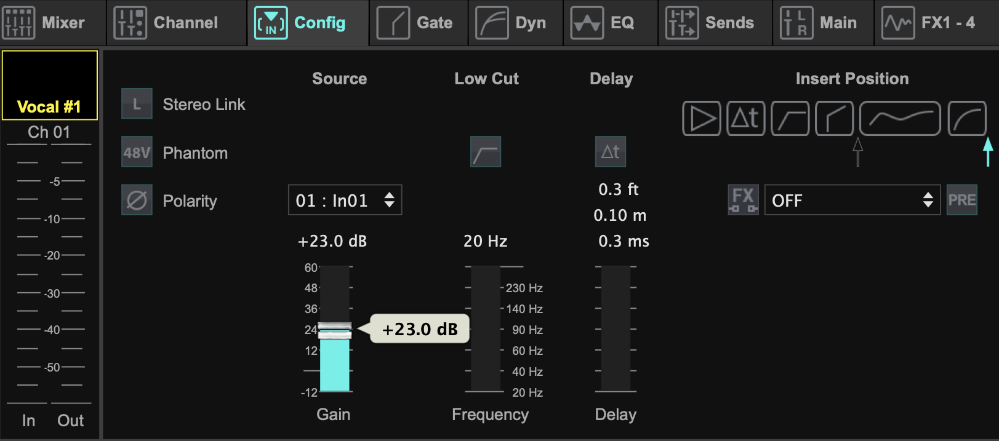 Mixer
Channel
IN
Config
Gate
Dyn
EQ
Sends
L
R
Main
FX1 - 4
Vocal #1
Ch 01
-5
-10
-20
-30
-40
-50
In Out
Source
Low Cut
Delay
Insert Position
L Stereo Link
48V Phantom
Ø Polarity
01 : In01
Δt
Δt
0.3 ft
0.10 m
0.3 ms
FX
OFF
PRE
+23.0 dB
20 Hz
60
48
36
24
12
-12
+23.0 dB
230 Hz
140 Hz
90 Hz
60 Hz
40 Hz
20 Hz
Gain
Frequency
Delay